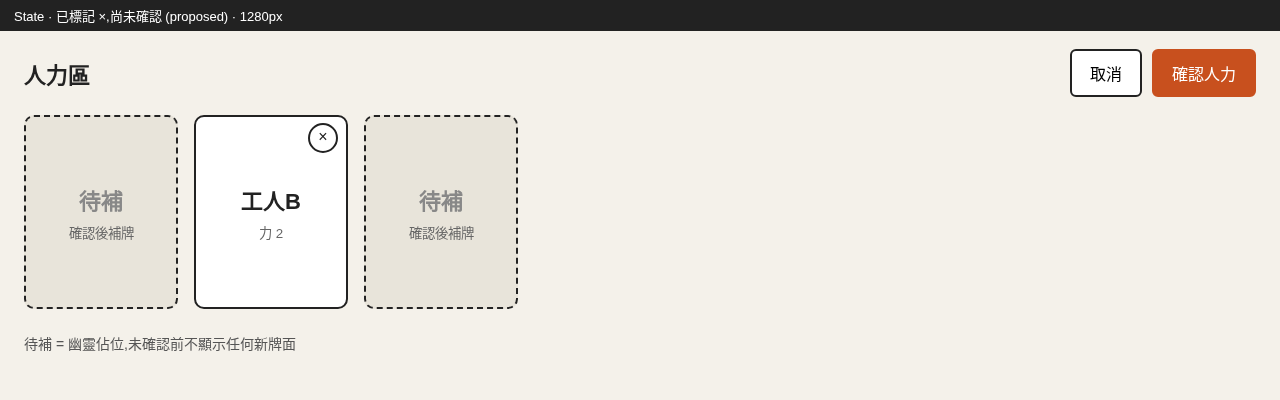 State · 已標記 ×,尚未確認 (proposed) · 1280px
人力區
取消
確認人力
待補
確認後補牌
×
工人B
力 2
待補
確認後補牌
待補 = 幽靈佔位,未確認前不顯示任何新牌面